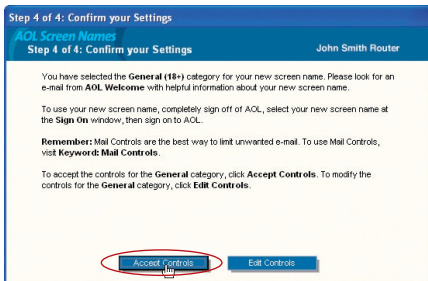 Step 4 of 4: Confirm your Settings
AOL Screen Names
Step 4 of 4: Confirm your Settings
John Smith Router
You have selected the General (18+) category for your new screen name. Please look for an
e-mail from AOL Welcome with helpful information about your new screen name.
To use your new screen name, completely sign off of AOL, select your new screen name at
the Sign On window, then sign on to AOL.
Remember: Mail Controls are the best way to limit unwanted e-mail. To use Mail Controls,
visit Keyword: Mail Controls.
To accept the controls for the General category, click Accept Controls. To modify the
controls for the General category, click Edit Controls.
Accept Controls
Edit Controls